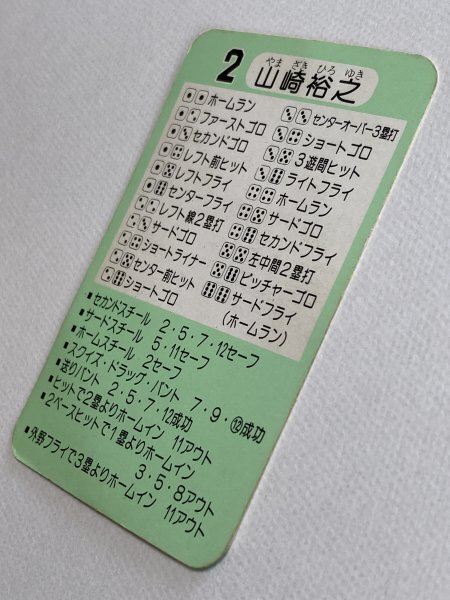 やま ざき ひろ ゆき
2 山崎裕之
⚀⚀ホームラン
⚀⚁ファーストゴロ
⚀⚂セカンドゴロ
⚀⚃レフト前ヒット
⚀⚄レフトフライ
⚀⚅センターフライ
⚁⚁レフト線2塁打
⚁⚂サードゴロ
⚁⚃ショートライナー
⚁⚄センター前ヒット
⚁⚅ショートゴロ
⚂⚂センターオーバー3塁打
⚂⚃ショートゴロ
⚂⚄3遊間ヒット
⚂⚅ライトフライ
⚃⚃ホームラン
⚃⚄サードゴロ
⚃⚅セカンドフライ
⚄⚄左中間2塁打
⚄⚅ピッチャーゴロ
⚅⚅サードフライ
(ホームラン)
■セカンドスチール 2・5・7・12セーフ
■サードスチール 5・11セーフ
■ホームスチール 2セーフ
■スクイズ・ドラッグ・バント 7・9・⑫成功
■送りバント 2・5・7・12成功
■ヒットで2塁よりホームイン 11アウト
■2ベースヒットで1塁よりホームイン
3・5・8アウト
■外野フライで3塁よりホームイン 11アウト